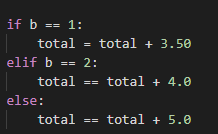 if b == 1:
    total = total + 3.50
elif b == 2:
    total == total + 4.0
else:
    total == total + 5.0